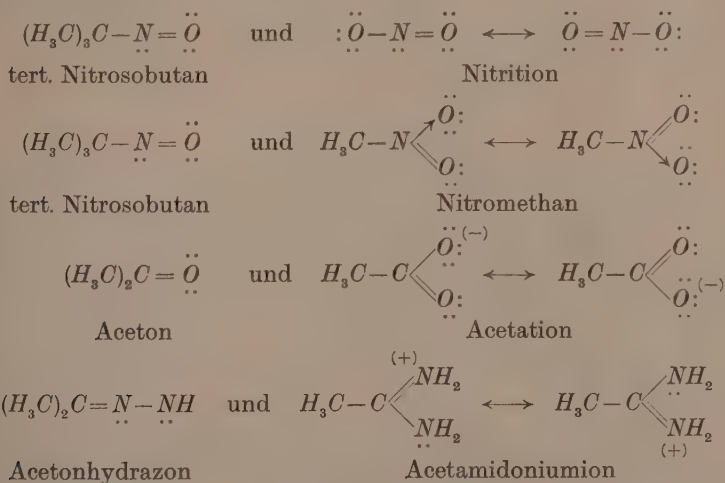 (H₃C)₃C–N=O und :O–N=O ⟷ O=N–O:
tert. Nitrosobutan Nitrition
(H₃C)₃C–N=O und H₃C–N O: O: ⟷ H₃C–N O: O:
tert. Nitrosobutan Nitromethan
(H₃C)₂C=O und H₃C–C O:(–) O: ⟷ H₃C–C O: O:(–)
Aceton Acetation
(H₃C)₂C=N–NH und H₃C–C (+) NH₂ NH₂ ⟷ H₃C–C NH₂ NH₂ (+)
Acetonhydrazon Acetamidoniumion